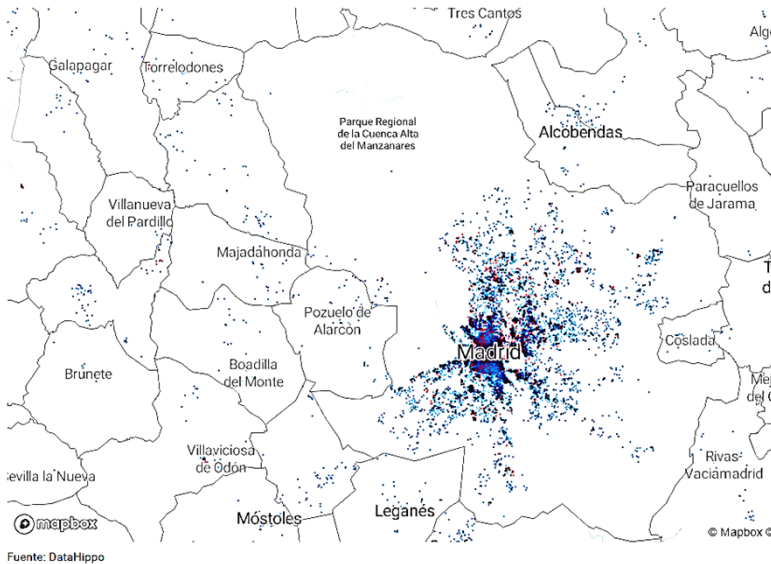 Tres Cantos
Galapagar
Torrelodones
Parque Regional
de la Cuenca Alta
del Manzanares
Alcobendas
Paracuellos
de Jarama
Villanueva
del Pardillo
Majadahonda
Pozuelo de
Alarcón
Madrid
Coslada
Brunete
Boadilla
del Monte
Villaviciosa
de Odón
Rivas-
Vaciamadrid
Sevilla la Nueva
Móstoles
Leganés
mapbox
© Mapbox ©
Fuente: DataHippo